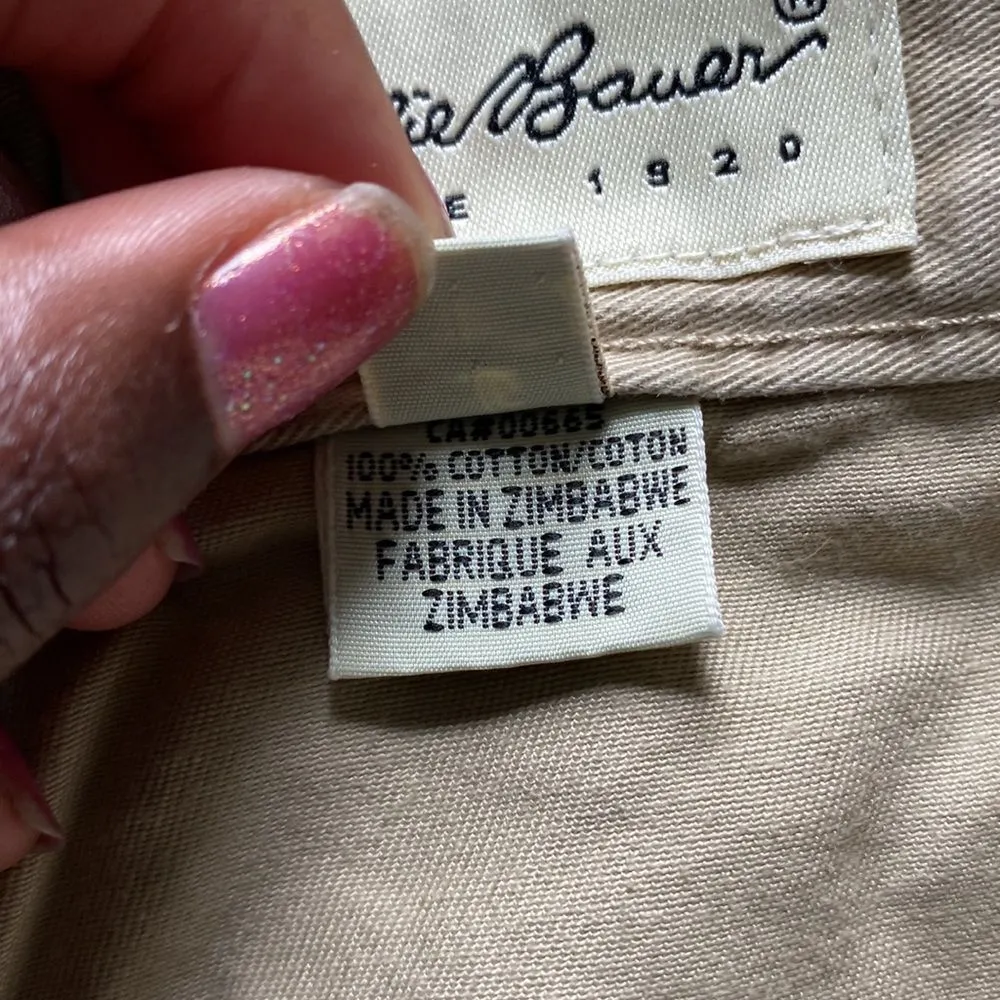 Bauer®
1920
CA#00665
100% COTTON/COTON
MADE IN ZIMBABWE
FABRIQUE AUX
ZIMBABWE